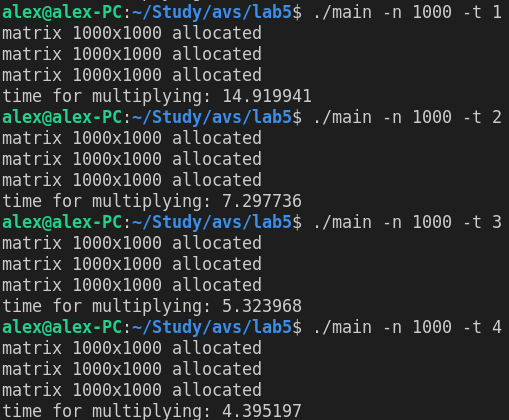 alex@alex-PC:~/Study/avs/lab5$ ./main -n 1000 -t 1
matrix 1000x1000 allocated
matrix 1000x1000 allocated
matrix 1000x1000 allocated
time for multiplying: 14.919941
alex@alex-PC:~/Study/avs/lab5$ ./main -n 1000 -t 2
matrix 1000x1000 allocated
matrix 1000x1000 allocated
matrix 1000x1000 allocated
time for multiplying: 7.297736
alex@alex-PC:~/Study/avs/lab5$ ./main -n 1000 -t 3
matrix 1000x1000 allocated
matrix 1000x1000 allocated
matrix 1000x1000 allocated
time for multiplying: 5.323968
alex@alex-PC:~/Study/avs/lab5$ ./main -n 1000 -t 4
matrix 1000x1000 allocated
matrix 1000x1000 allocated
matrix 1000x1000 allocated
time for multiplying: 4.395197